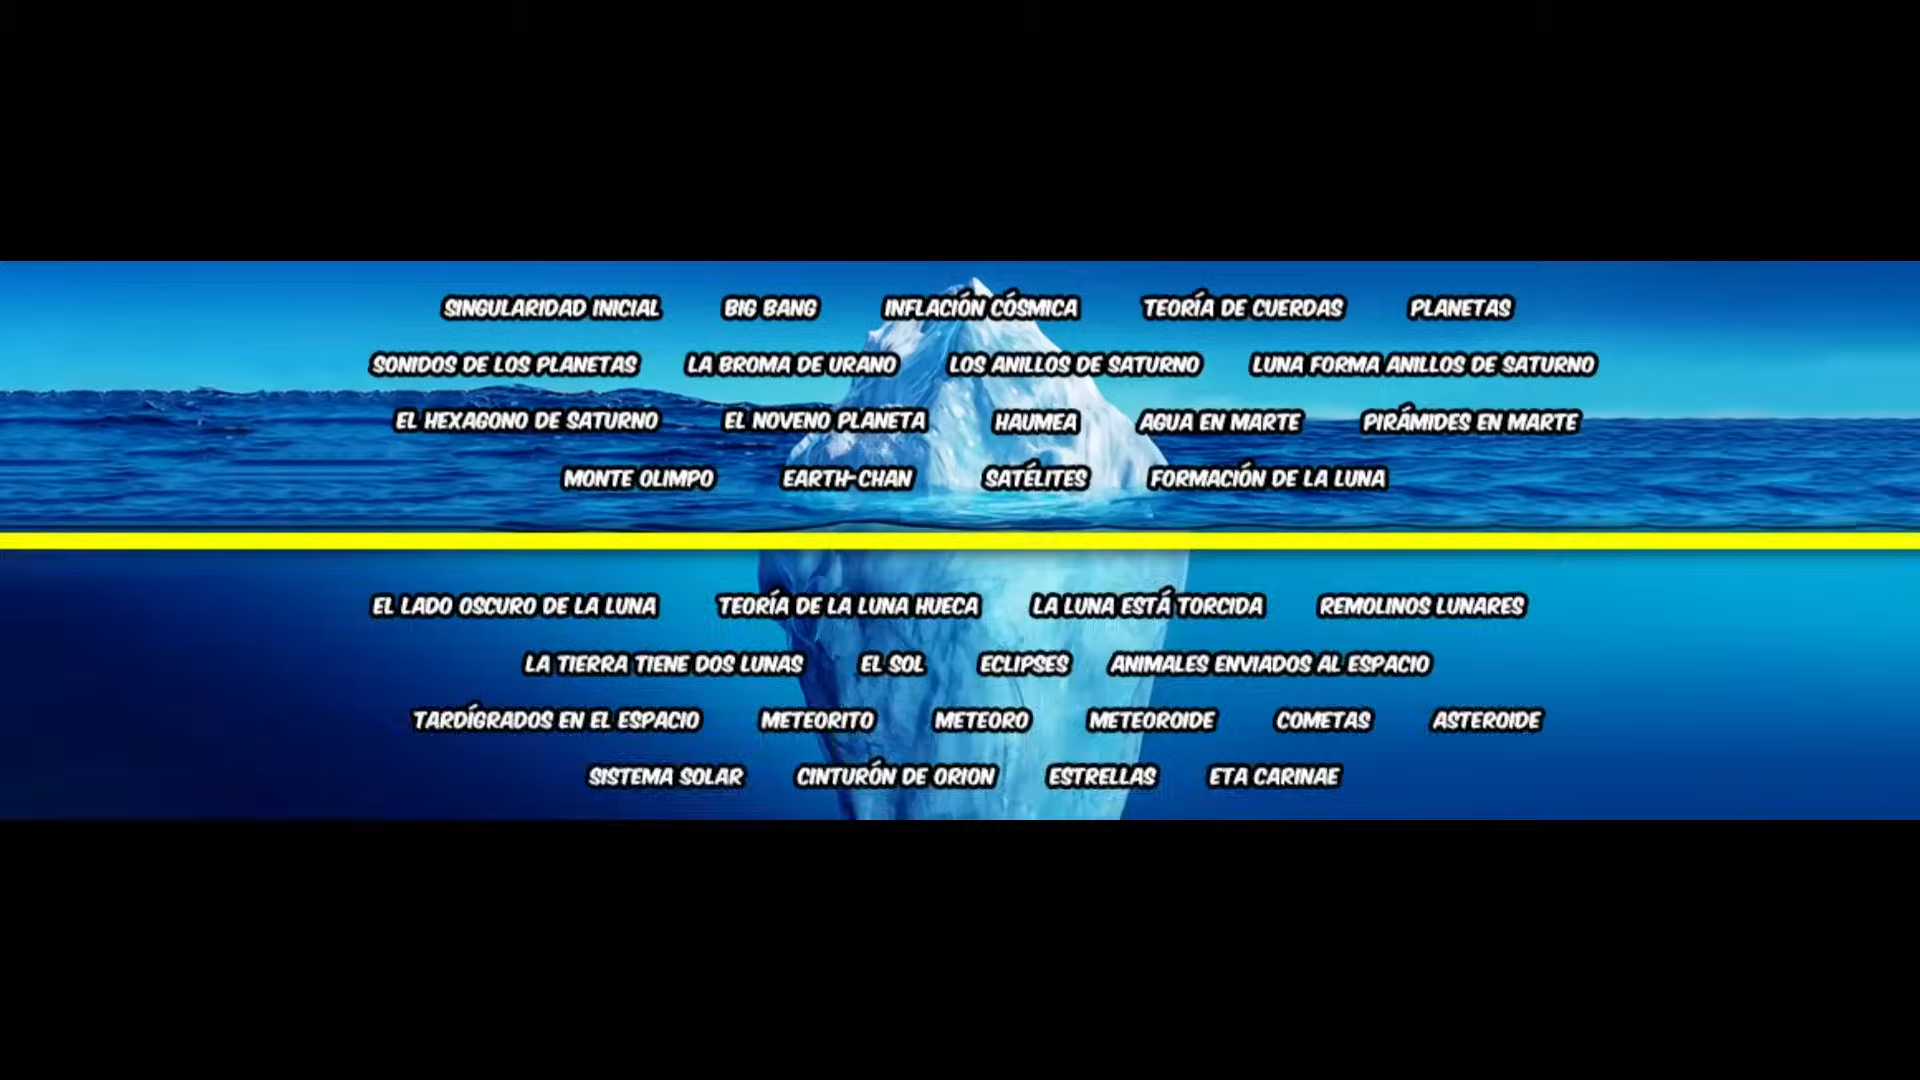 SINGULARIDAD INICIAL BIG BANG INFLACIÓN CÓSMICA TEORÍA DE CUERDAS PLANETAS
SONIDOS DE LOS PLANETAS LA BROMA DE URANO LOS ANILLOS DE SATURNO LUNA FORMA ANILLOS DE SATURNO
EL HEXAGONO DE SATURNO EL NOVENO PLANETA HAUMEA AGUA EN MARTE PIRÁMIDES EN MARTE
MONTE OLIMPO EARTH-CHAN SATÉLITES FORMACIÓN DE LA LUNA
EL LADO OSCURO DE LA LUNA TEORÍA DE LA LUNA HUECA LA LUNA ESTÁ TORCIDA REMOLINOS LUNARES
LA TIERRA TIENE DOS LUNAS EL SOL ECLIPSES ANIMALES ENVIADOS AL ESPACIO
TARDÍGRADOS EN EL ESPACIO METEORITO METEORO METEOROIDE COMETAS ASTEROIDE
SISTEMA SOLAR CINTURÓN DE ORION ESTRELLAS ETA CARINAE